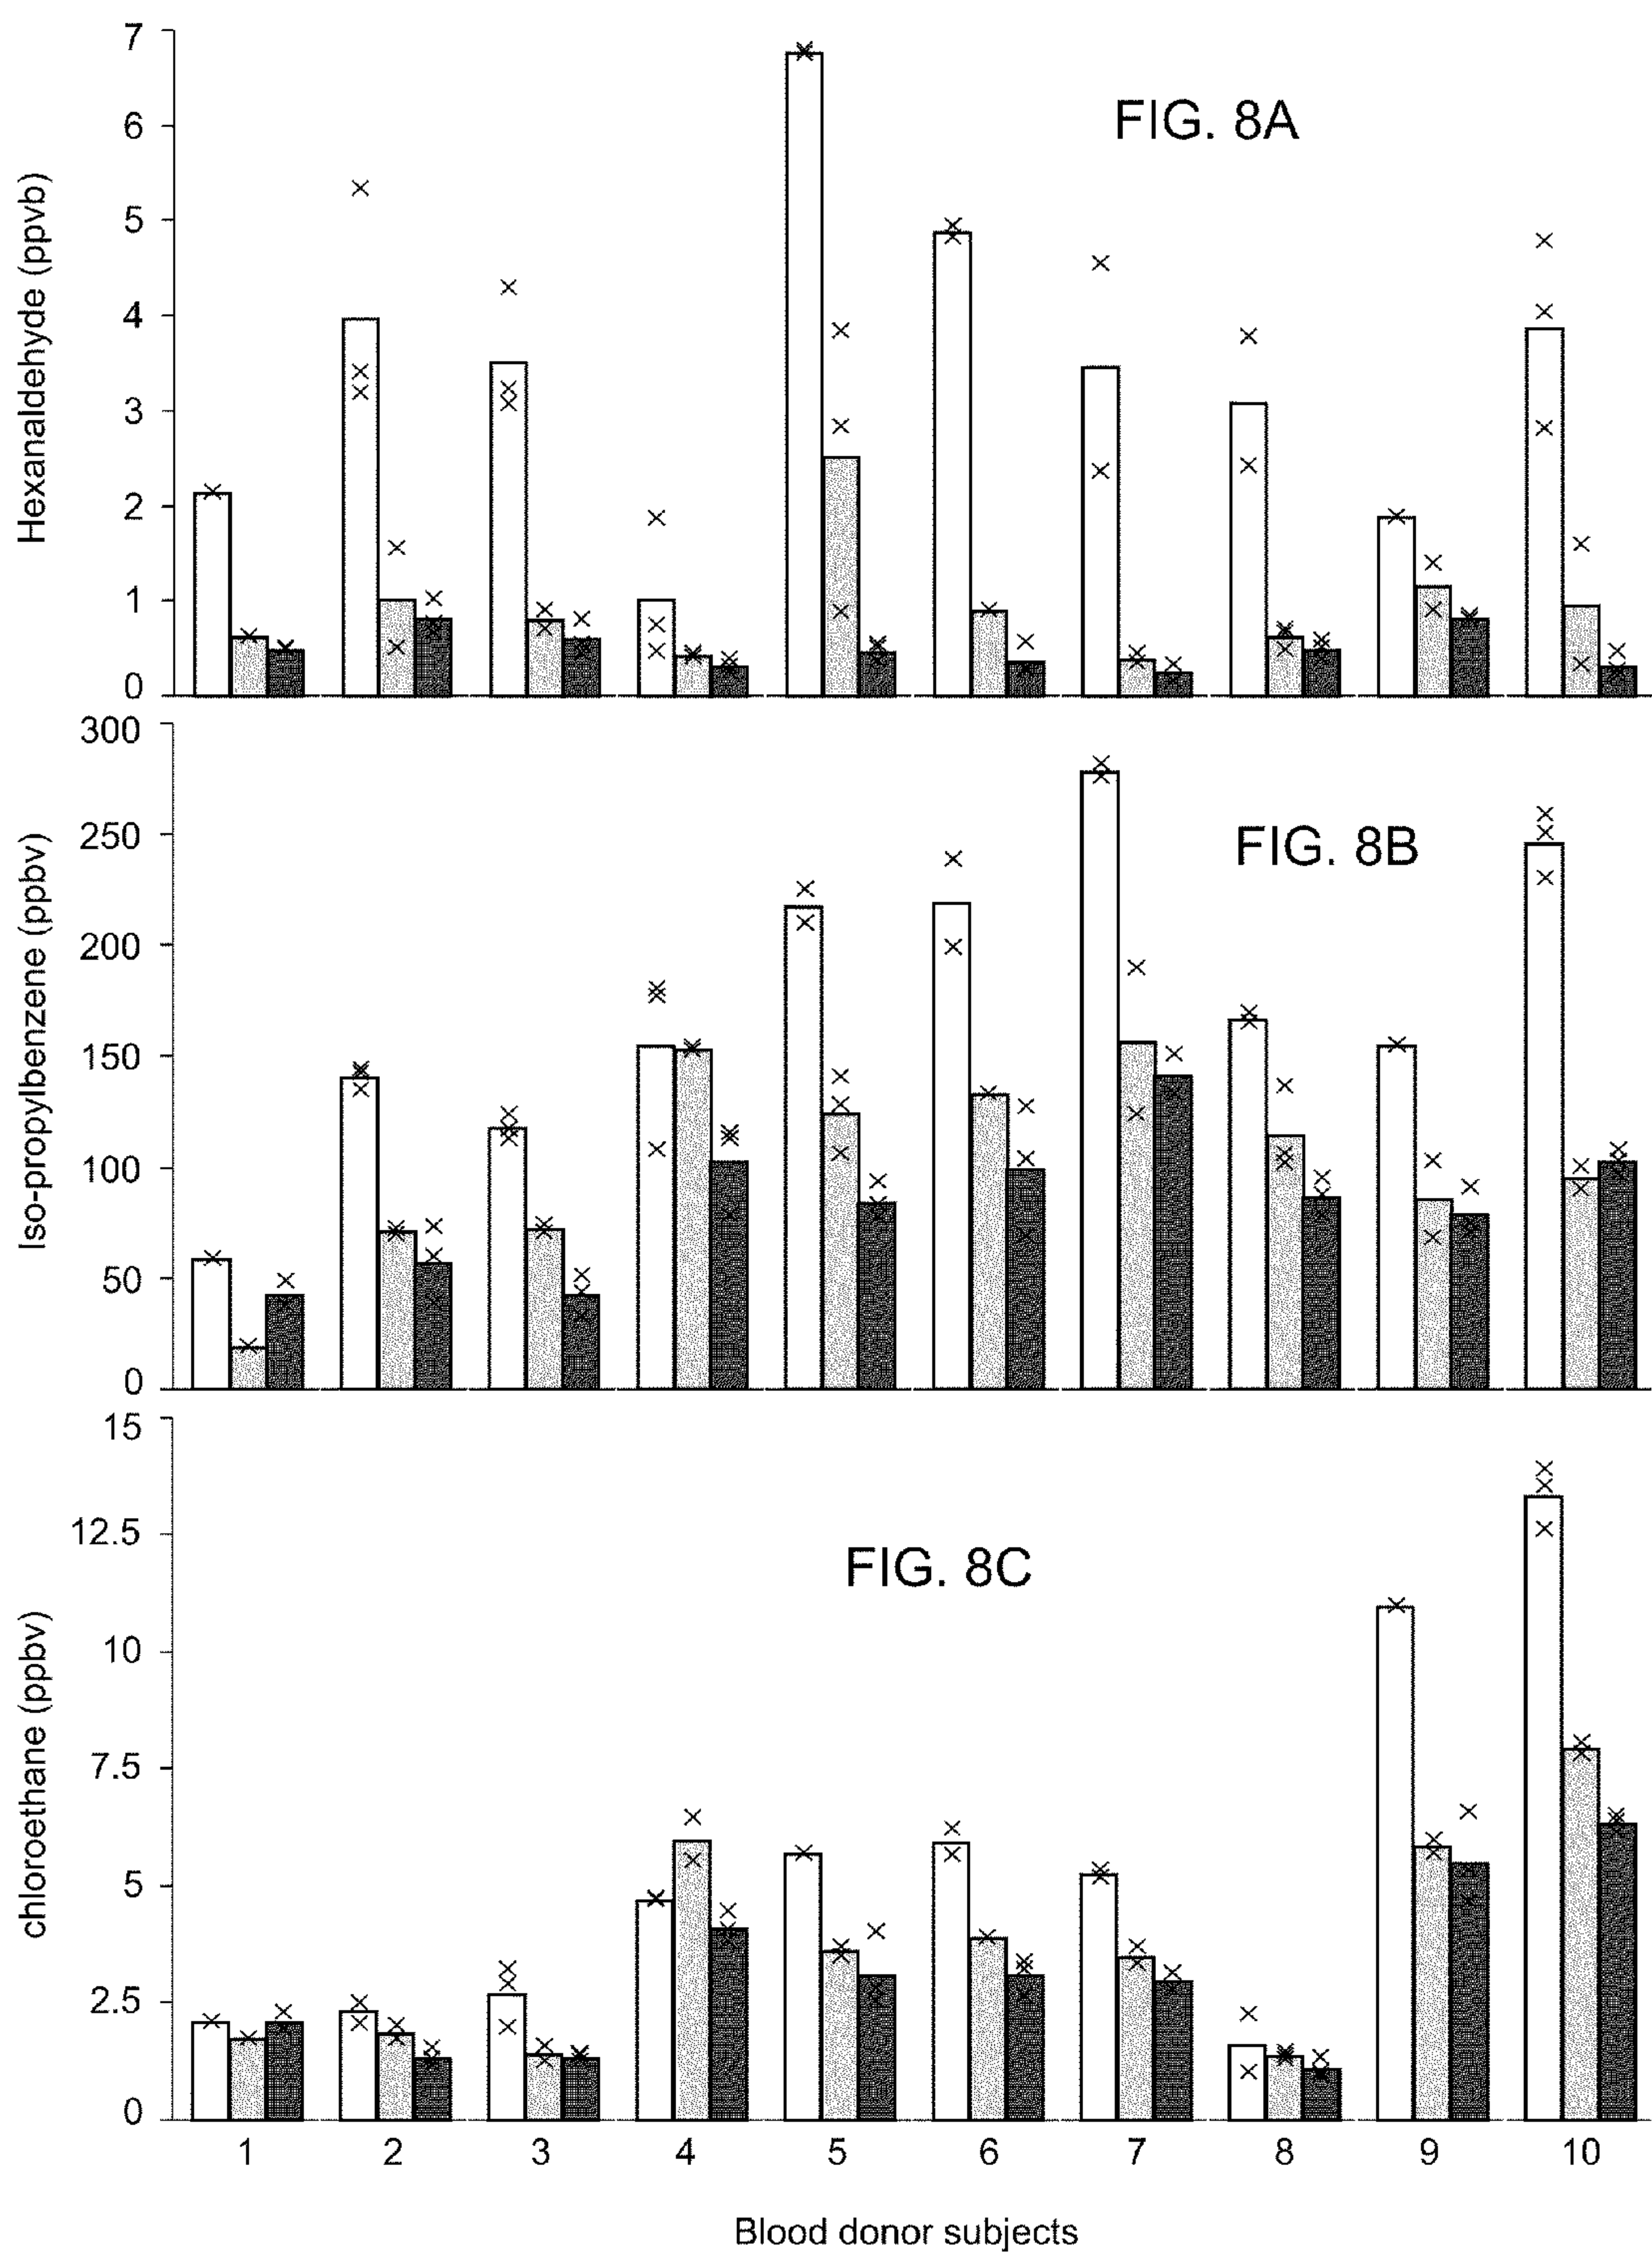 7
FIG. 8A
6
5
4
3
2
1
0
Hexanaldehyde (ppvb)
300
FIG. 8B
250
200
150
100
50
0
Iso-propylbenzene (ppbv)
15
12.5
FIG. 8C
10
7.5
5
2.5
0
chloroethane (ppbv)
1 2 3 4 5 6 7 8 9 10
Blood donor subjects